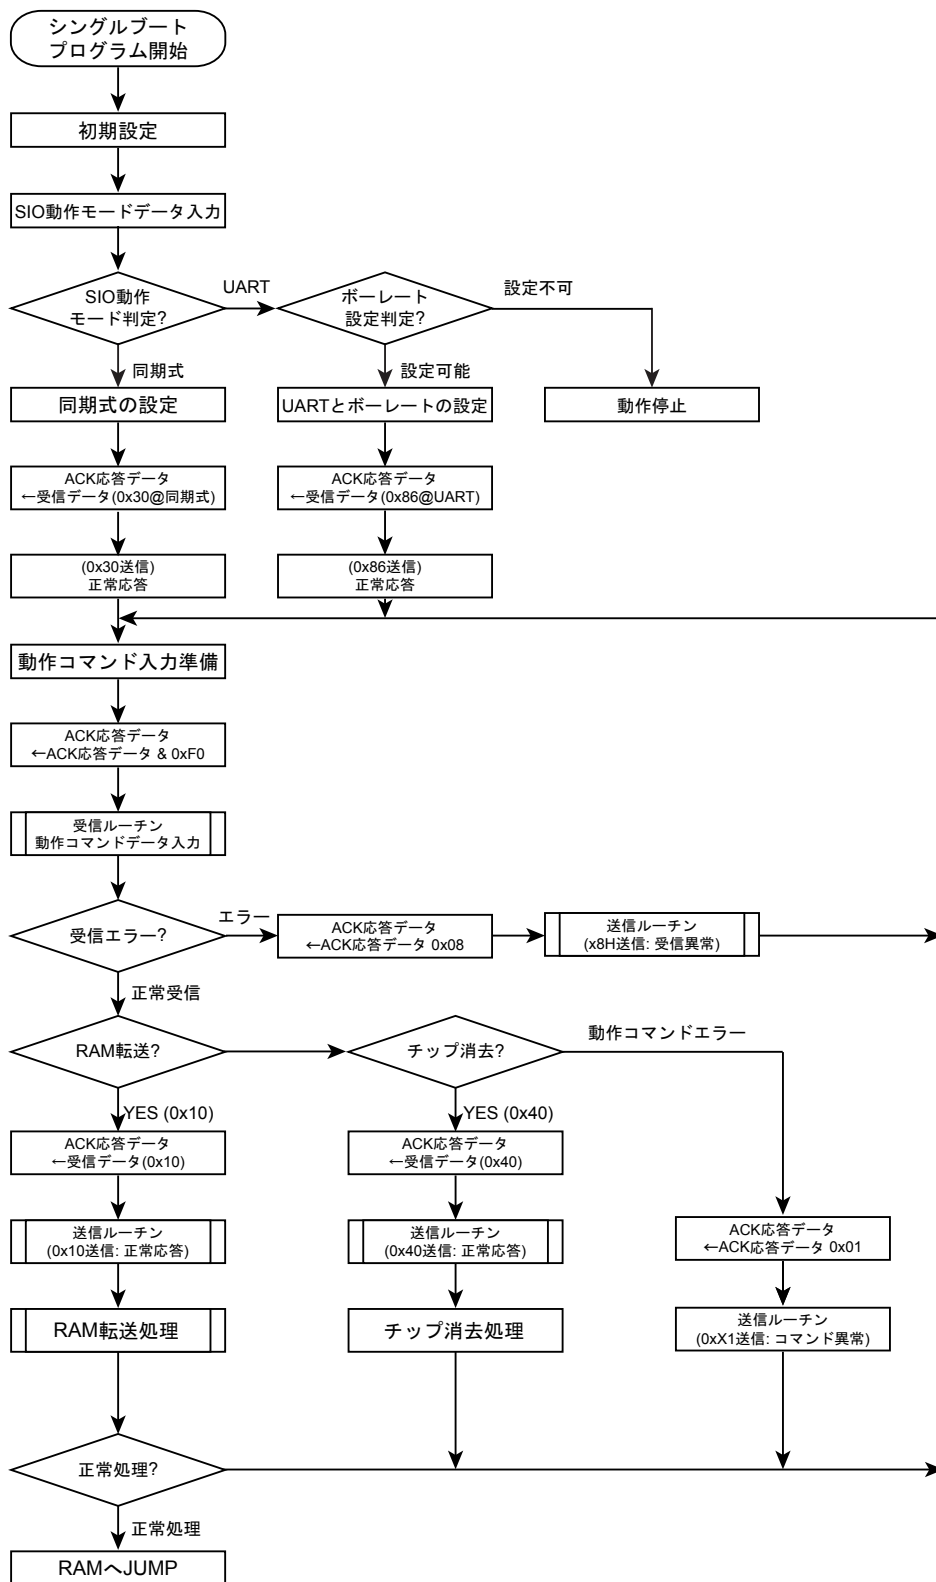 シングルブート
プログラム開始
初期設定
SIO動作モードデータ入力
SIO動作
モード判定?
UART
ボーレート
設定判定?
設定不可
同期式
設定可能
同期式の設定
UARTとボーレートの設定
動作停止
ACK応答データ
←受信データ(0x30@同期式)
ACK応答データ
←受信データ(0x86@UART)
(0x30送信)
正常応答
(0x86送信)
正常応答
動作コマンド入力準備
ACK応答データ
←ACK応答データ & 0xF0
受信ルーチン
動作コマンドデータ入力
受信エラー?
エラー
ACK応答データ
←ACK応答データ 0x08
送信ルーチン
(x8H送信: 受信異常)
正常受信
RAM転送?
チップ消去?
動作コマンドエラー
YES (0x10)
YES (0x40)
ACK応答データ
←受信データ(0x10)
ACK応答データ
←受信データ(0x40)
送信ルーチン
(0x10送信: 正常応答)
送信ルーチン
(0x40送信: 正常応答)
ACK応答データ
←ACK応答データ 0x01
RAM転送処理
チップ消去処理
送信ルーチン
(0xX1送信: コマンド異常)
正常処理?
正常処理
RAMへJUMP